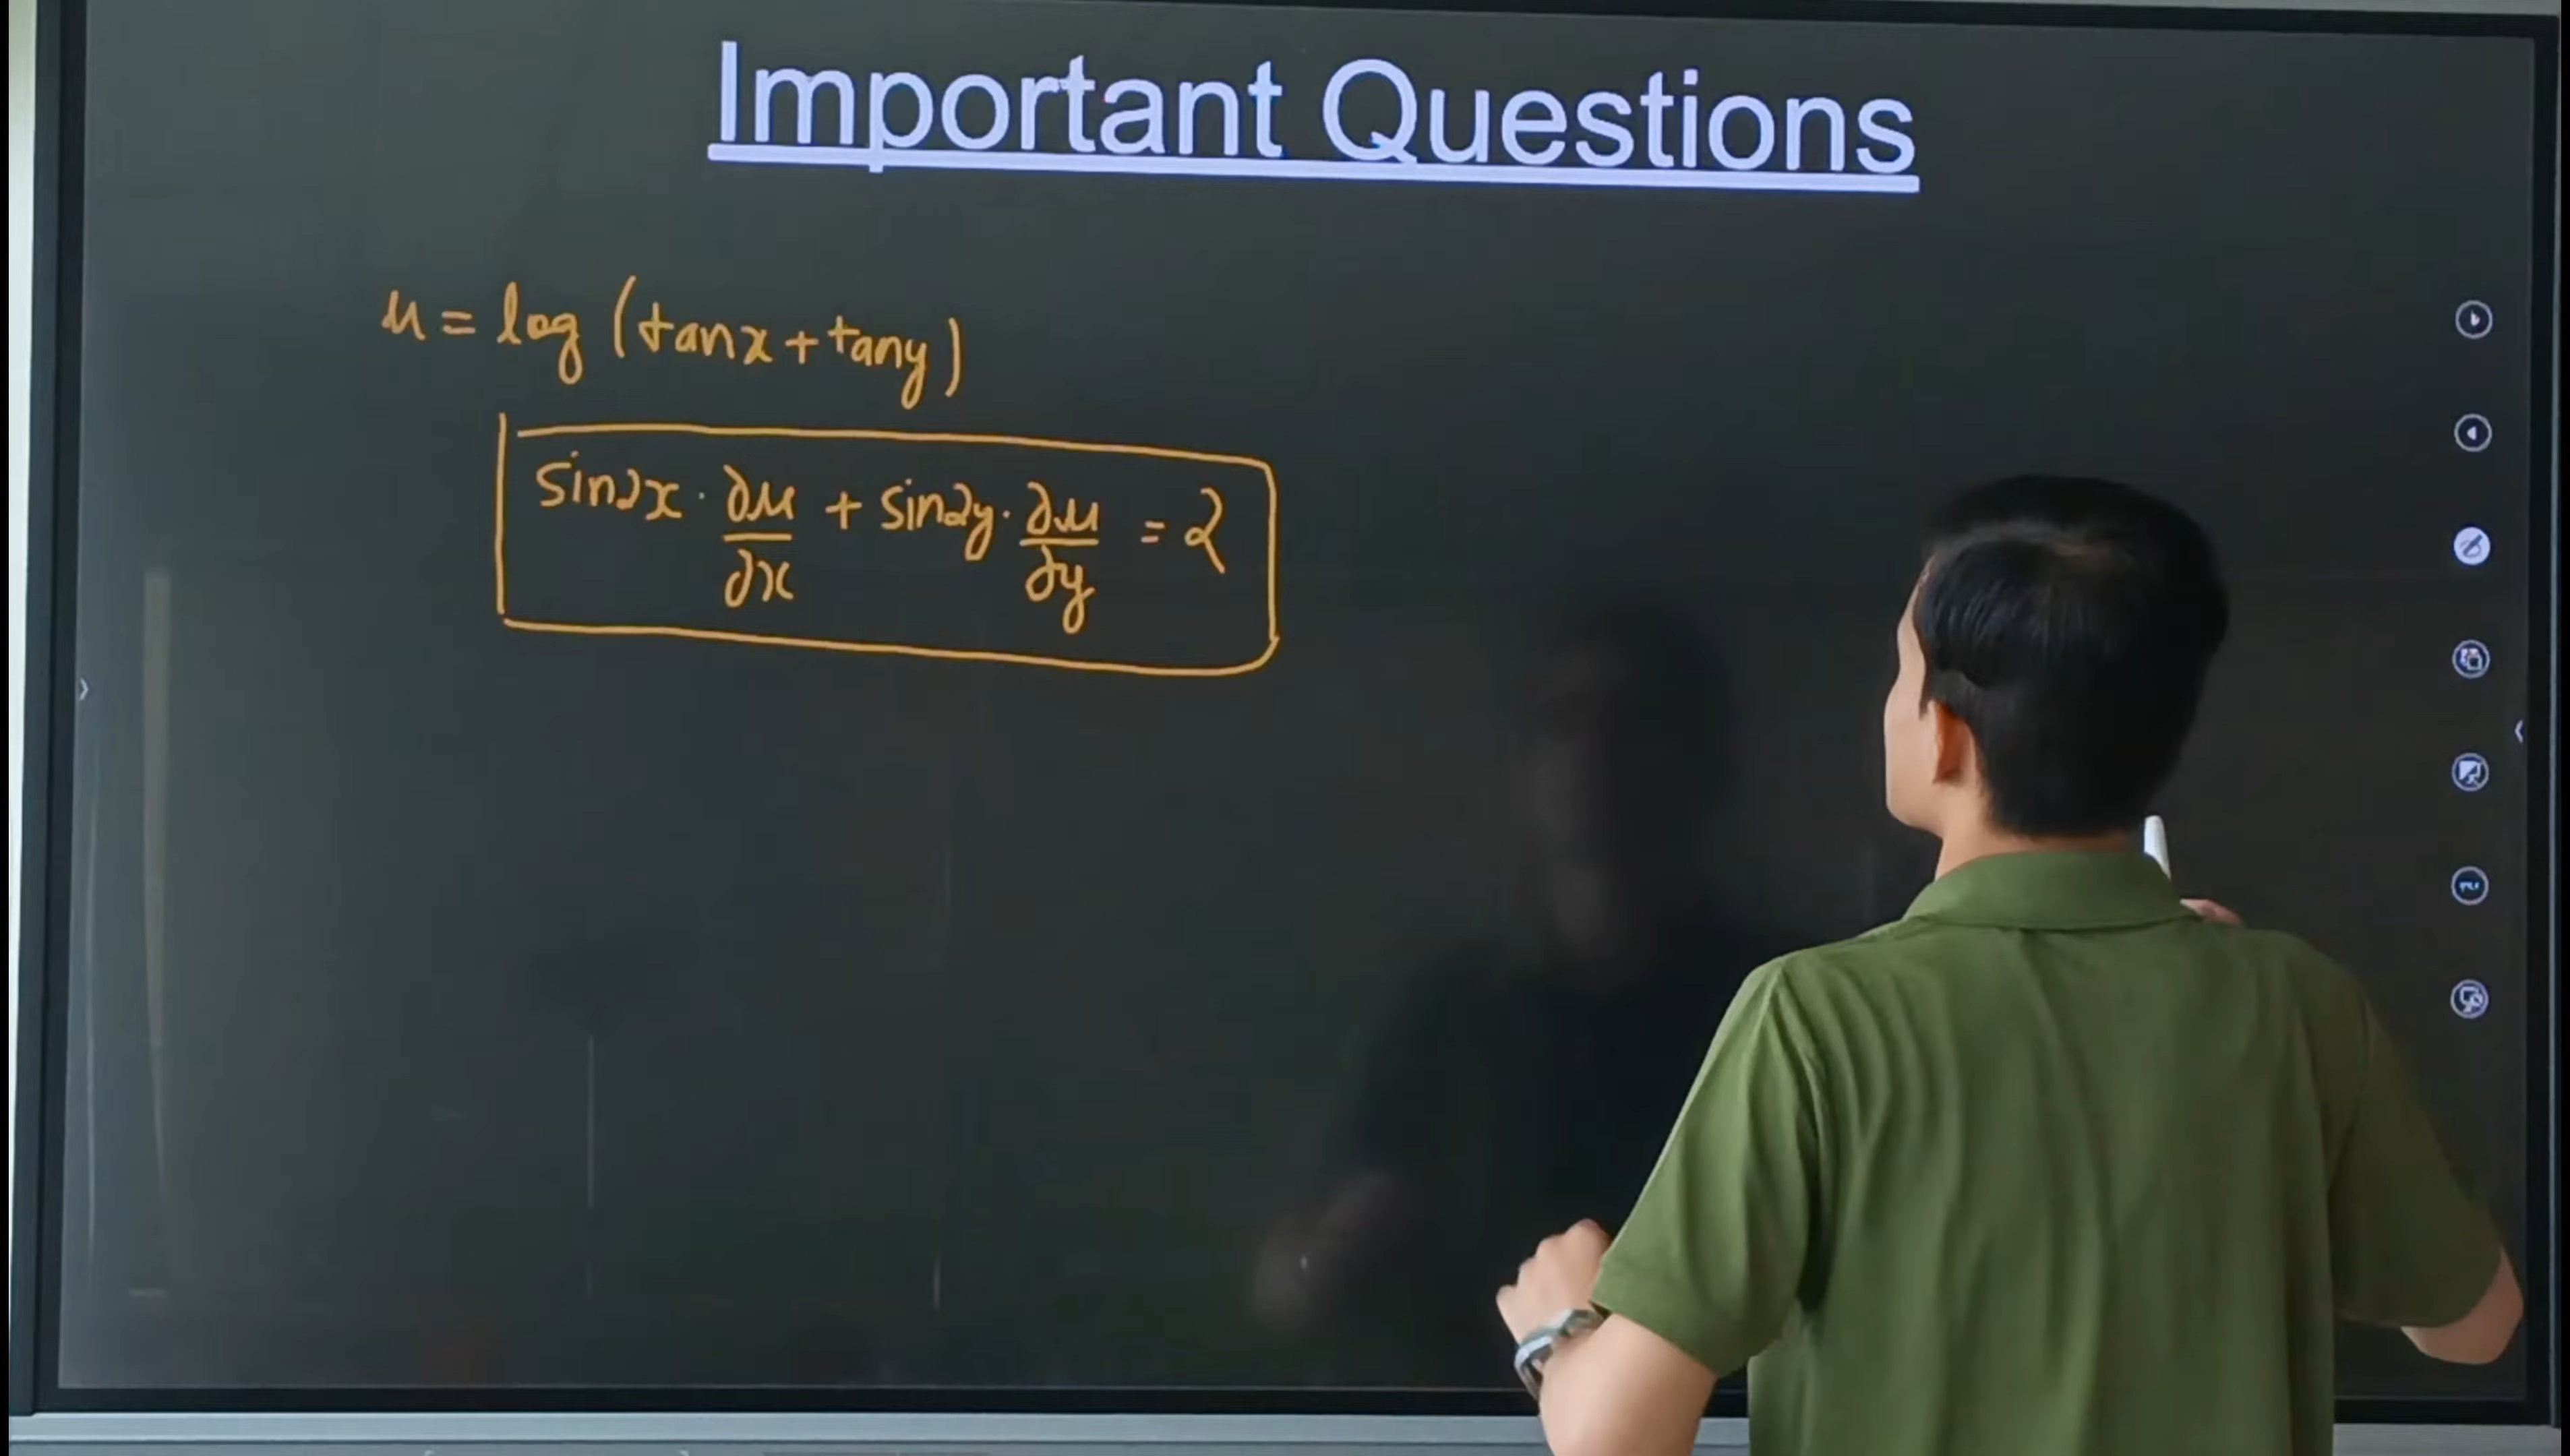 Important Questions
u = log (tanx + tany)
sin2x · ∂u/∂x + sin2y · ∂u/∂y = 2